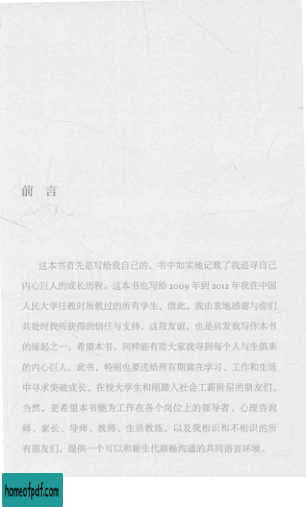 前 言
这本书首先是写给我自己的。书中如实地记载了我追寻自己
内心巨人的成长历程。这本书也写给 2009 年到 2012 年我在中国
人民大学任教时所教过的所有学生，借此，我由衷地感谢与你们
共处时我所获得的信任与支持，这段友谊，也是启发我写作本书
的缘起之一。希望本书，同样能有助大家找寻到每个人与生俱来
的内心巨人。此书，特别也要送给所有期冀在学习、工作和生活
中寻求突破成长，在校大学生和刚踏入社会工薪阶层的朋友们。
当然，更希望本书能为工作在各个岗位上的领导者、心理咨询
师、家长、导师、教师、生活教练，以及我相识和不相识的所
有朋友们，提供一个可以和新生代顺畅沟通的共同语言环境。
homeofpdf.com